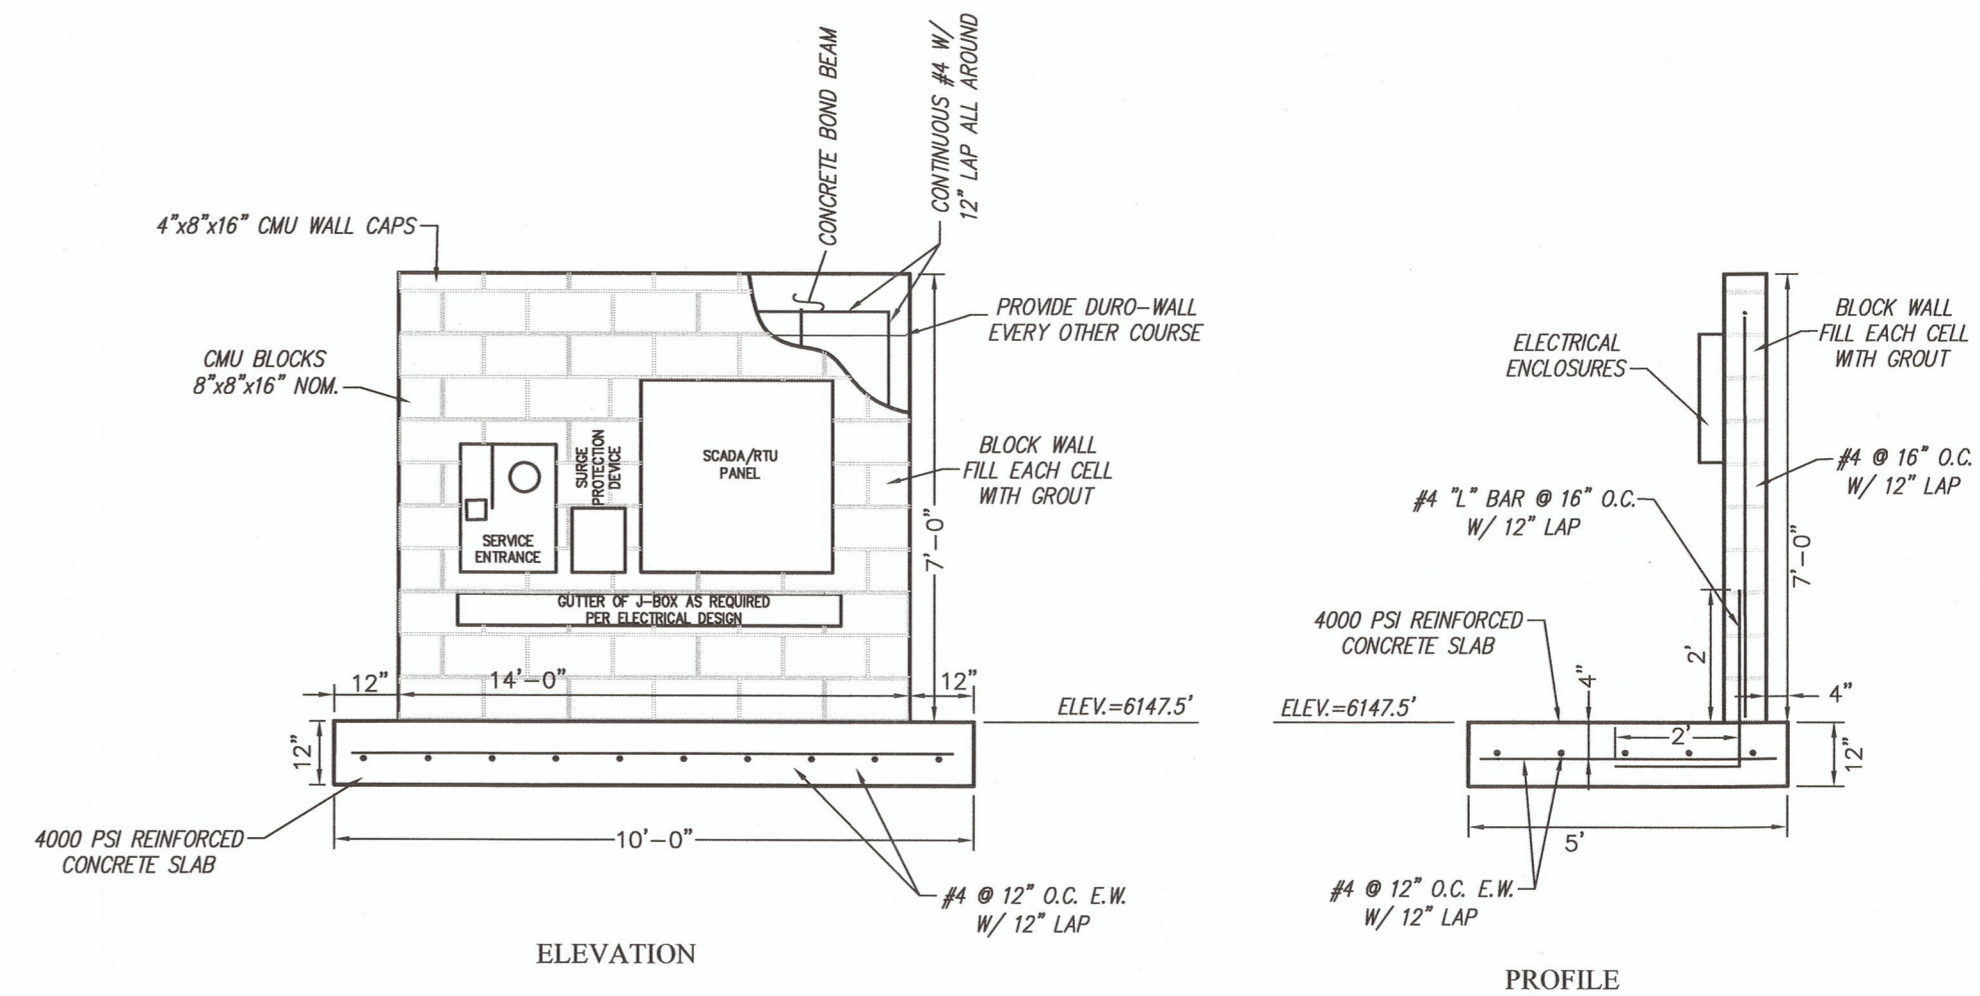 CONCRETE BOND BEAM
CONTINUOUS #4 W/
12" LAP ALL AROUND
4"x8"x16" CMU WALL CAPS
PROVIDE DURO-WALL
EVERY OTHER COURSE
CMU BLOCKS
8"x8"x16" NOM.
BLOCK WALL
FILL EACH CELL
WITH GROUT
SURGE
PROTECTION
DEVICE
SCADA/RTU
PANEL
SERVICE
ENTRANCE
GUTTER OF J-BOX AS REQUIRED
PER ELECTRICAL DESIGN
7'-0"
12"
14'-0"
12"
ELEV.=6147.5'
12"
10'-0"
4000 PSI REINFORCED
CONCRETE SLAB
#4 @ 12" O.C. E.W.
W/ 12" LAP
ELEVATION
BLOCK WALL
FILL EACH CELL
WITH GROUT
ELECTRICAL
ENCLOSURES
#4 @ 16" O.C.
W/ 12" LAP
#4 "L" BAR @ 16" O.C.
W/ 12" LAP
7'-0"
4000 PSI REINFORCED
CONCRETE SLAB
2'
4"
4"
ELEV.=6147.5'
2'
12"
5'
#4 @ 12" O.C. E.W.
W/ 12" LAP
PROFILE